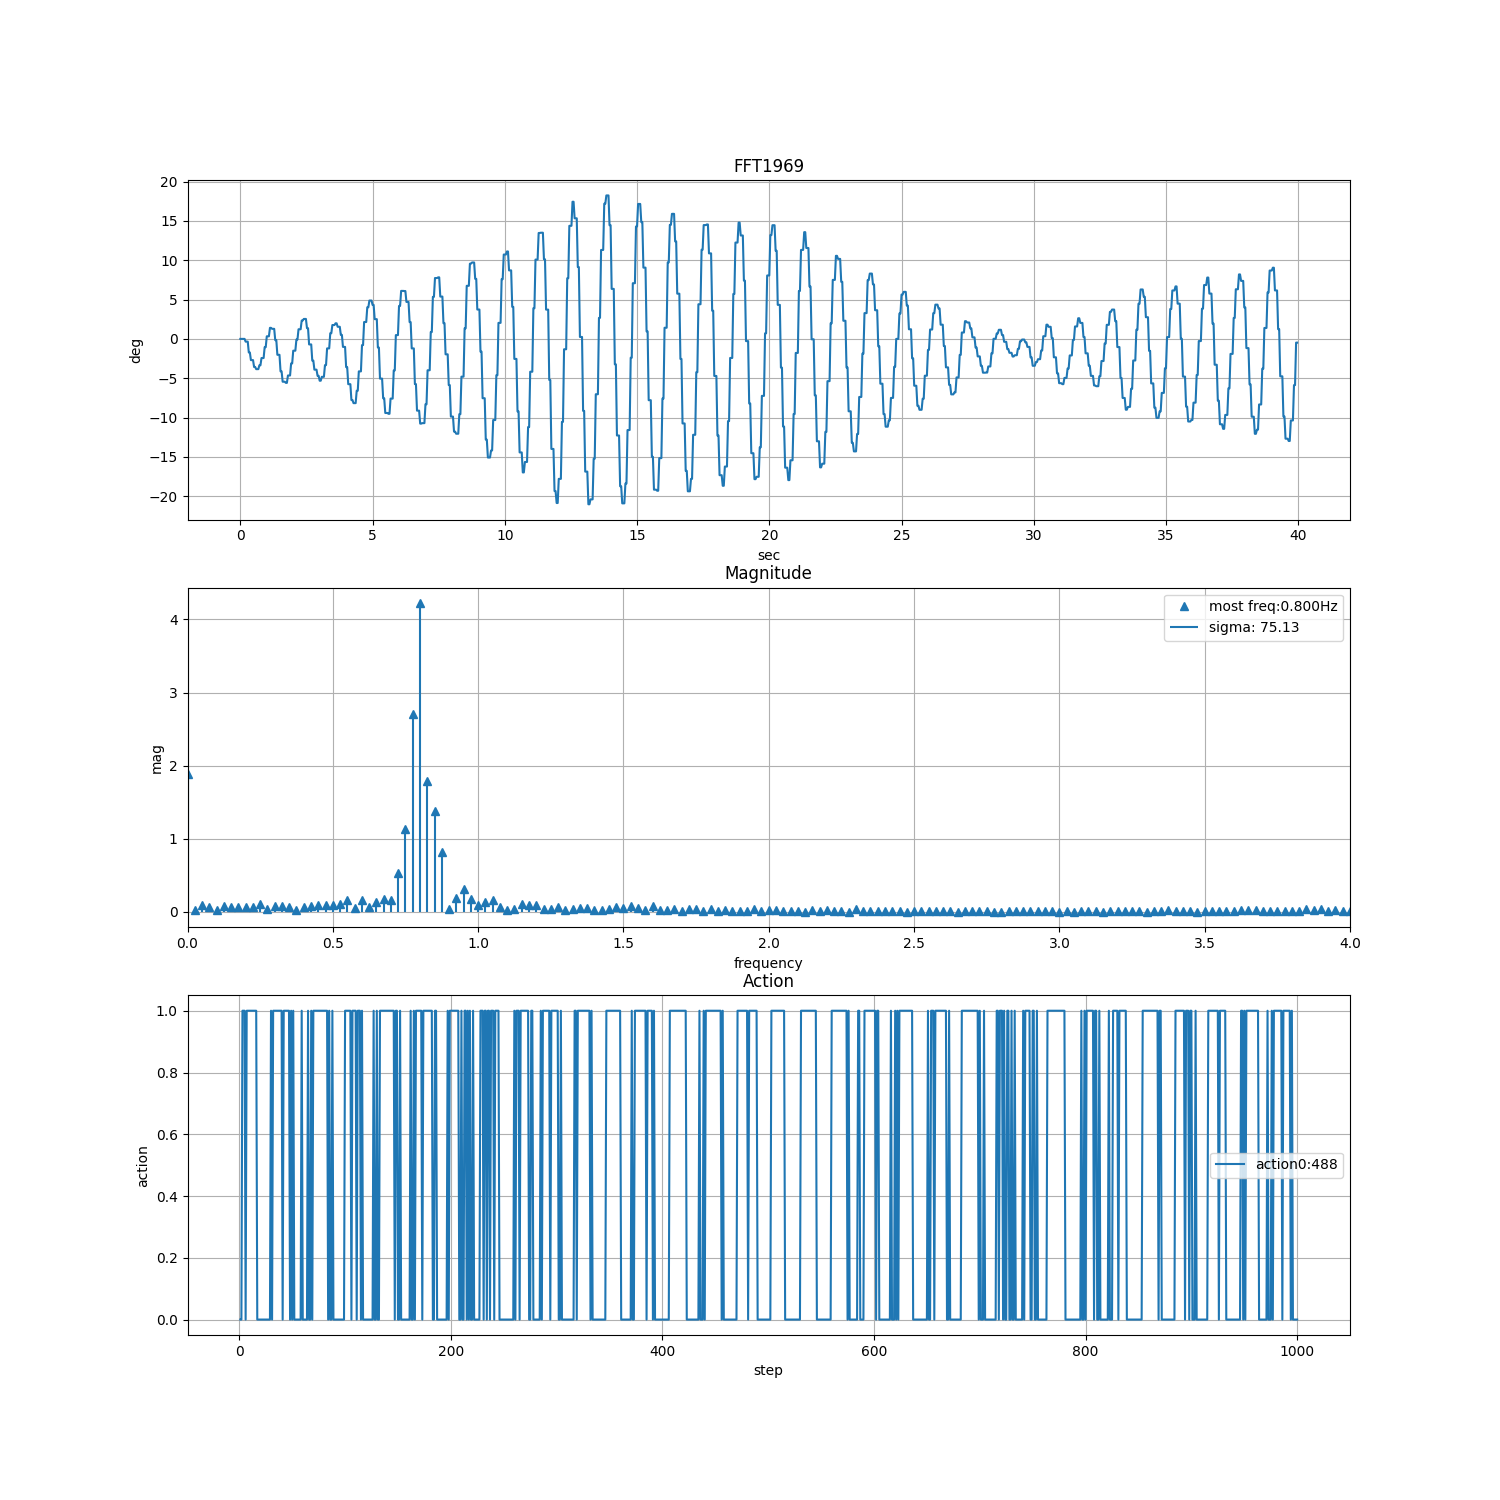 FFT1969
20
15
10
5
0
−5
−10
−15
−20
deg
0 5 10 15 20 25 30 35 40
sec
Magnitude
most freq:0.800Hz
sigma: 75.13
4
3
2
1
0
mag
0.0 0.5 1.0 1.5 2.0 2.5 3.0 3.5 4.0
frequency
Action
1.0
0.8
0.6
0.4
0.2
0.0
action
action0:488
0 200 400 600 800 1000
step